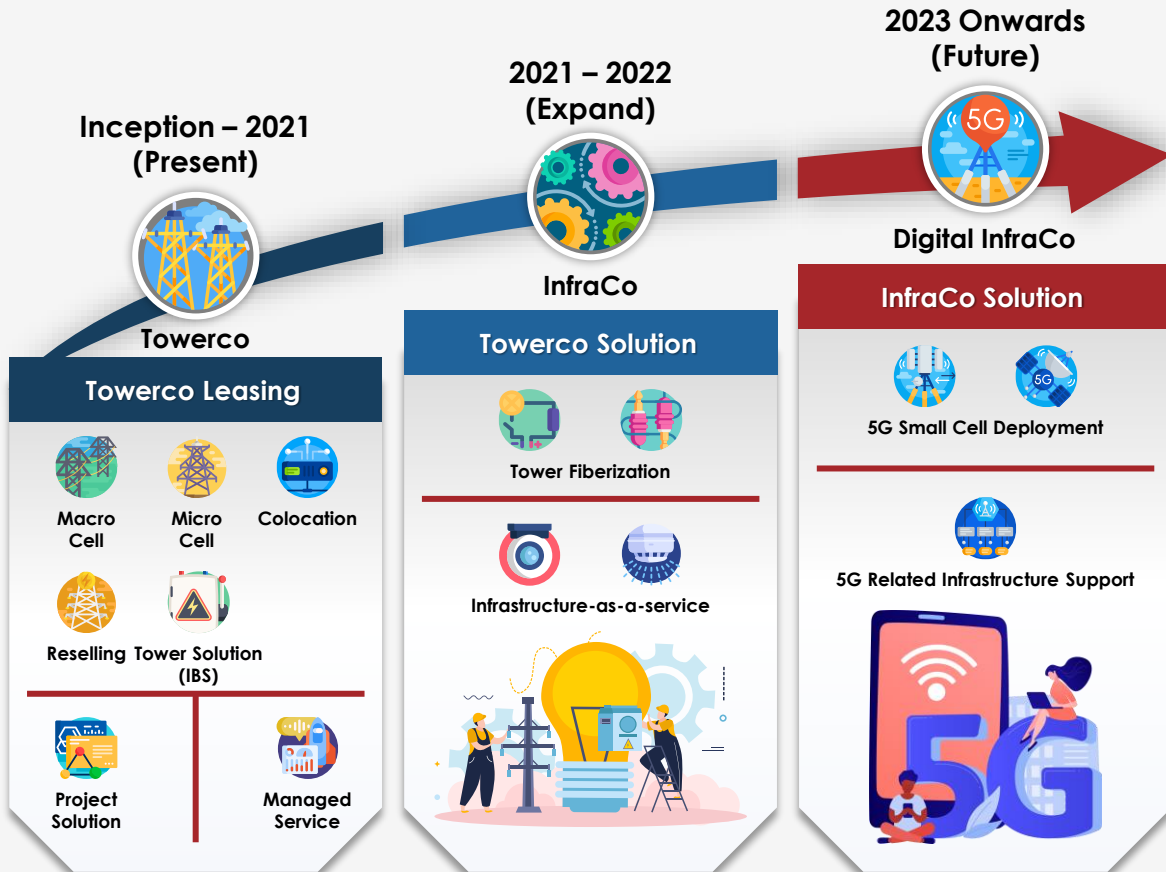 Inception – 2021
(Present)
Towerco
Towerco Leasing
Macro
Cell
Micro
Cell
Colocation
Reselling
Tower Solution
(IBS)
Project
Solution
Managed
Service
2021 – 2022
(Expand)
InfraCo
Towerco Solution
Tower Fiberization
Infrastructure-as-a-service
2023 Onwards
(Future)
5G
Digital InfraCo
InfraCo Solution
5G
5G Small Cell Deployment
5G Related Infrastructure Support
5G